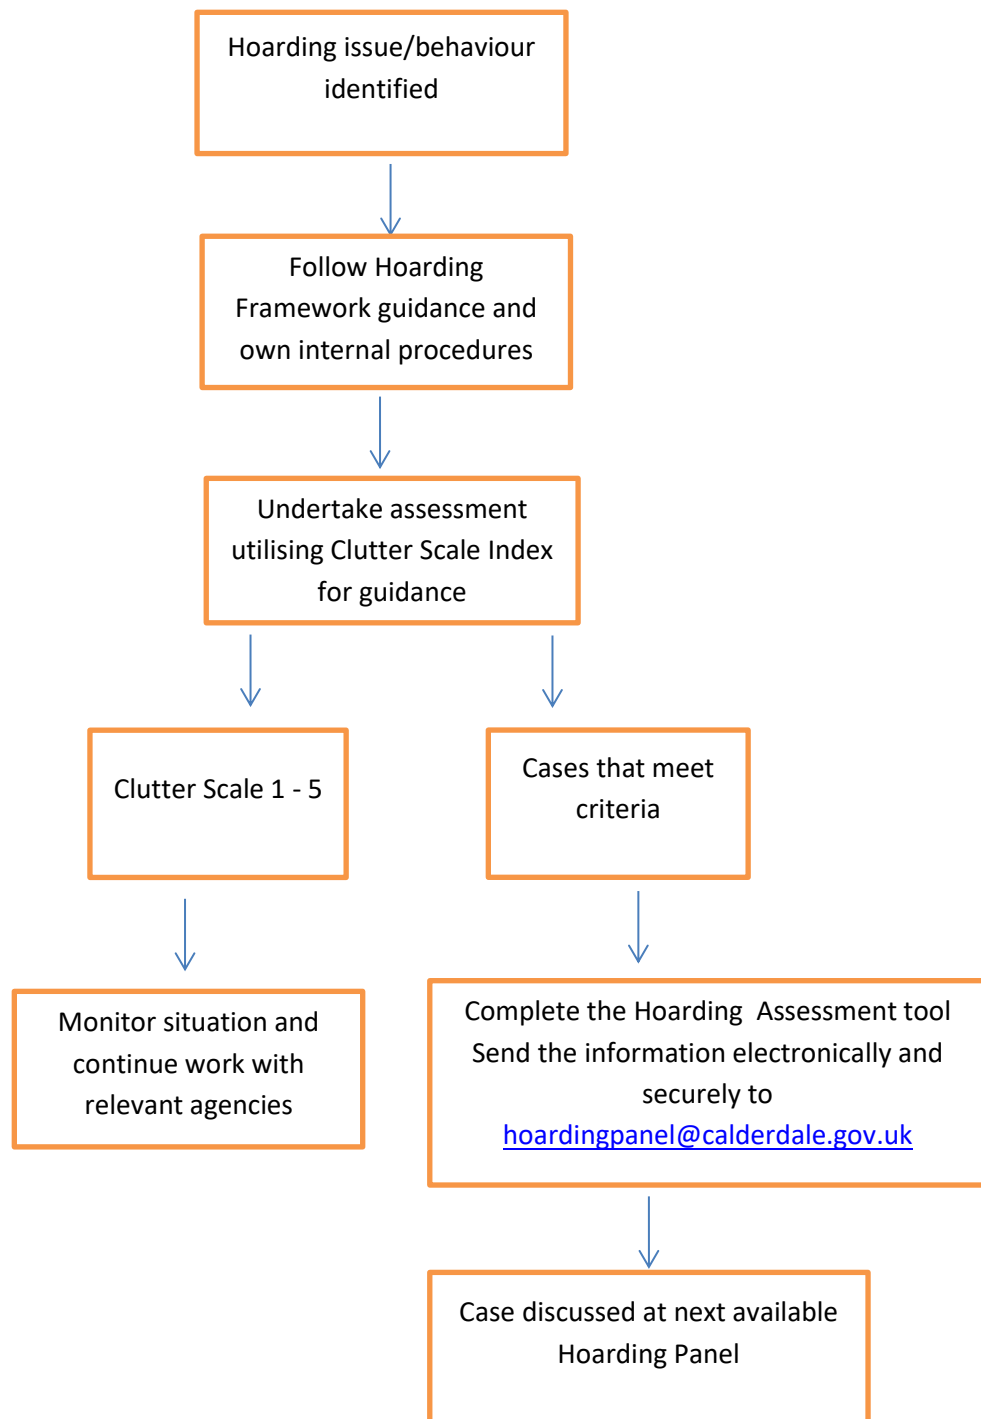 Hoarding issue/behaviour
identified
Follow Hoarding
Framework guidance and
own internal procedures
Undertake assessment
utilising Clutter Scale Index
for guidance
Clutter Scale 1 - 5
Cases that meet
criteria
Monitor situation and
continue work with
relevant agencies
Complete the Hoarding  Assessment tool
Send the information electronically and
securely to
hoardingpanel@calderdale.gov.uk
Case discussed at next available
Hoarding Panel